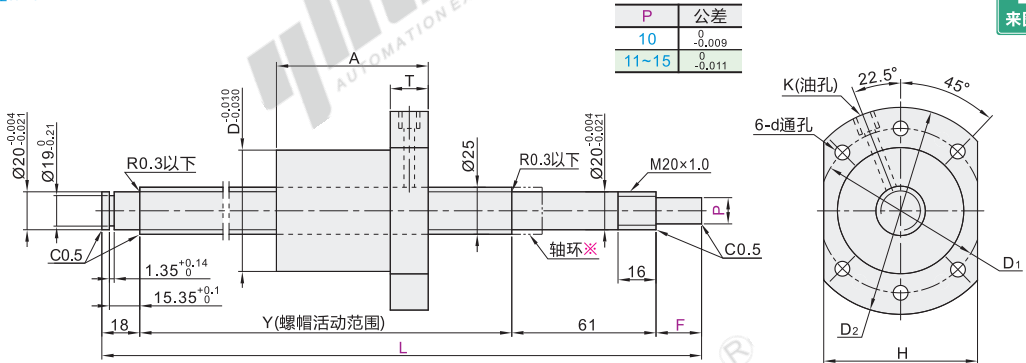 P 公差
10 0 -0.009
11~15 0 -0.011
AUTOMATION
A
T
D-0.010 -0.030
Ø20-0.004 -0.021
Ø19 0 -0.21
R0.3以下
Ø25
R0.3以下
Ø20-0.004 -0.021
M20×1.0
P
C0.5
轴环※
C0.5
1.35+0.14 0
15.35+0.1 0
16
18
Y(螺帽活动范围)
61
F
L
K(油孔)
22.5°
45°
6-d通孔
D1
D2
H
®